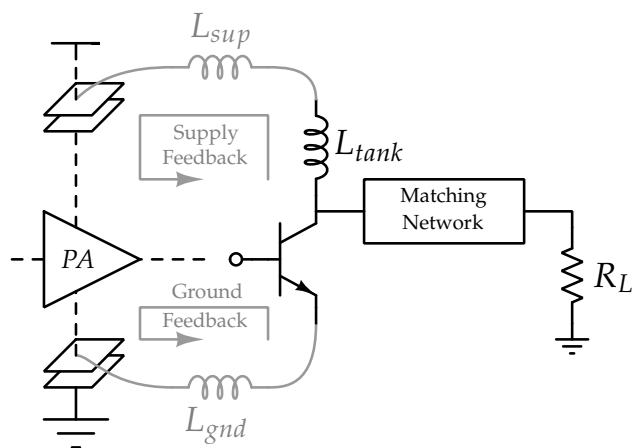 L_sup
Supply
Feedback
L_tank
Matching
Network
PA
R_L
Ground
Feedback
L_gnd